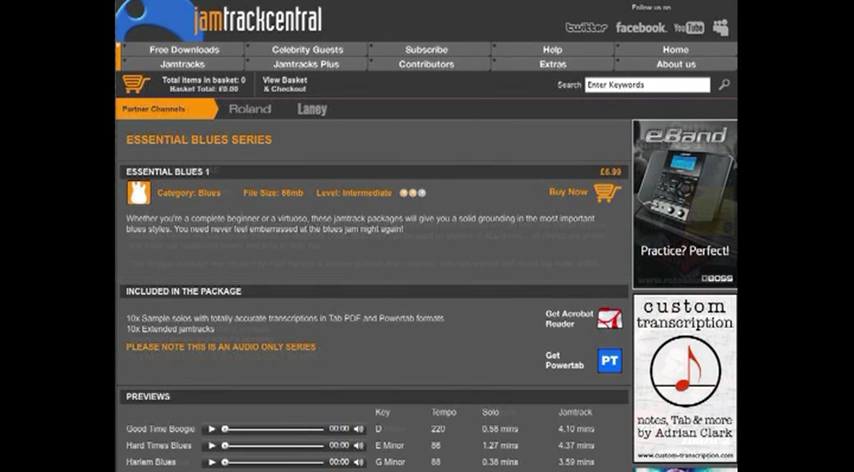 Follow us on
jamtrackcentral
twitter facebook. YouTube
Free Downloads Celebrity Guests Subscribe Help Home
Jamtracks Jamtracks Plus Contributors Extras About us
Total items in basket: 0 View Basket
Basket Total: £0.00 & Checkout
Search Enter Keywords
Partner Channels Roland Laney
ESSENTIAL BLUES SERIES
eBand
ESSENTIAL BLUES 1 £6.99
Category: Blues File Size: 66mb Level: Intermediate Buy Now
Whether you're a complete beginner or a virtuoso, these jamtrack packages will give you a solid grounding in the most important
blues styles. You need never feel embarrassed at the blues jam night again!
Practice? Perfect!
BOSS
INCLUDED IN THE PACKAGE
10x Sample solos with totally accurate transcriptions in Tab PDF and Powertab formats
10x Extended jamtracks
Get Acrobat
Reader
PLEASE NOTE THIS IS AN AUDIO ONLY SERIES
Get
Powertab
PT
custom
transcription
notes, Tab & more
by Adrian Clark
www.custom-transcription.com
PREVIEWS
Key Tempo Solo Jamtrack
Good Time Boogie 00:00 D 220 0.58 mins 4.10 mins
Hard Times Blues 00:00 E Minor 86 1.27 mins 4.37 mins
Harlem Blues 00:00 G Minor 88 0.38 mins 3.59 mins